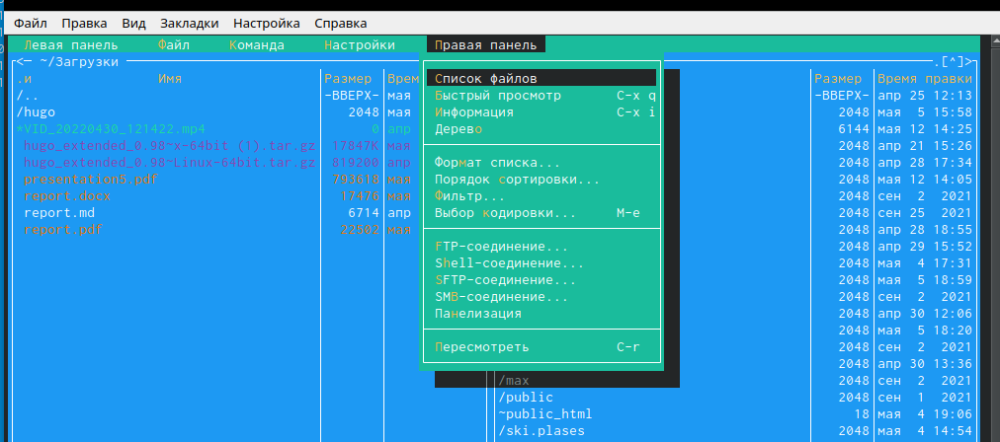 Файл Правка Вид Закладки Настройка Справка
Левая панель Файл Команда Настройки Правая панель
<— ~/Загрузки .[^]>
.и Имя Размер Врем Список файлов Размер Время правки
/.. -ВВЕРХ- мая Быстрый просмотр C-x q -ВВЕРХ- апр 25 12:13
/hugo 2048 мая Информация C-x i 2048 мая 5 15:58
*VID_20220430_121422.mp4 0 апр Дерево 6144 мая 12 14:25
hugo_extended_0.98~x-64bit (1).tar.gz 17847K мая 2048 апр 21 15:26
hugo_extended_0.98~Linux-64bit.tar.gz 819200 апр Формат списка... 2048 апр 28 17:34
presentation5.pdf 793618 мая Порядок сортировки... 2048 мая 12 14:05
report.docx 17476 мая Фильтр... 2048 сен 2 2021
report.md 6714 апр Выбор кодировки... M-e 2048 сен 25 2021
report.pdf 22502 мая 2048 апр 28 18:55
FTP-соединение... 2048 апр 29 15:52
Shell-соединение... 2048 мая 4 17:31
SFTP-соединение... 2048 мая 5 18:59
SMB-соединение... 2048 сен 2 2021
Панелизация 2048 апр 30 12:06
2048 мая 5 18:20
Пересмотреть C-r 2048 сен 2 2021
2048 апр 30 13:36
/max 2048 сен 2 2021
/public 2048 сен 1 2021
~public_html 18 мая 4 19:06
/ski.plases 2048 мая 4 14:54